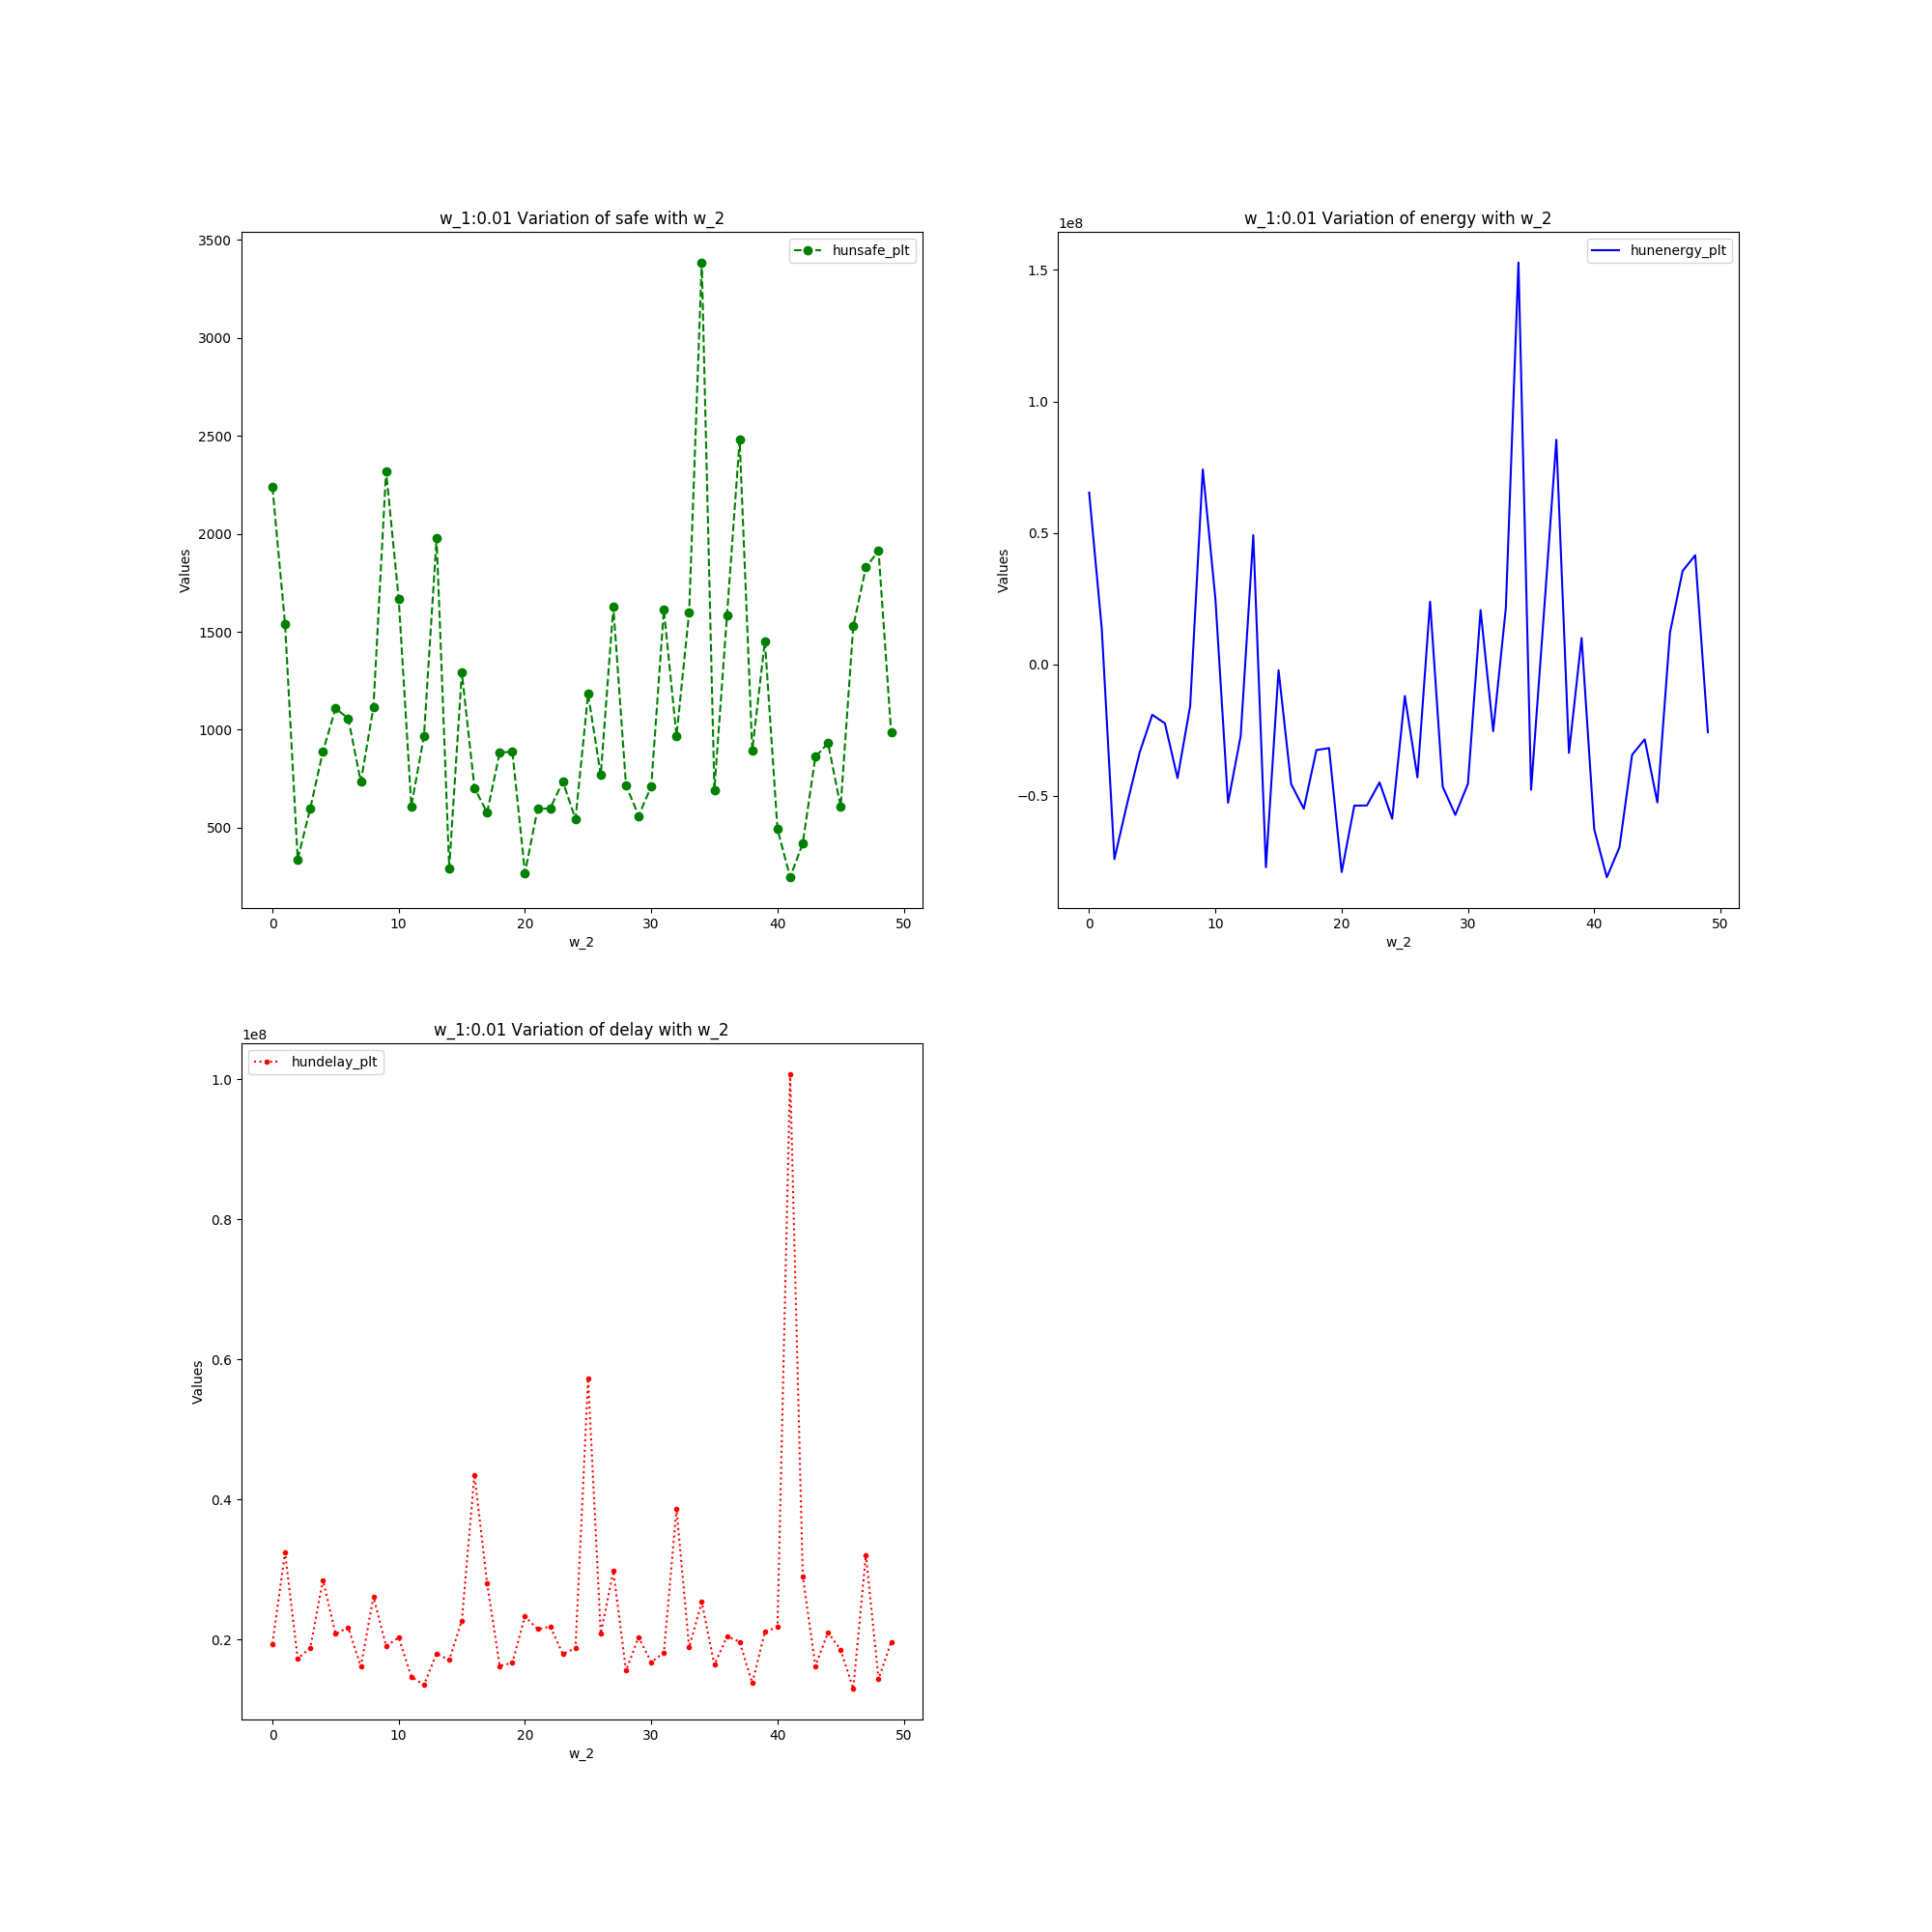 w_1:0.01 Variation of safe with w_2
hunsafe_plt
3500
3000
2500
2000
1500
1000
500
Values
0 10 20 30 40 50
w_2
w_1:0.01 Variation of energy with w_2
1e8
hunenergy_plt
1.5
1.0
0.5
0.0
−0.5
Values
0 10 20 30 40 50
w_2
w_1:0.01 Variation of delay with w_2
1e8
hundelay_plt
1.0
0.8
0.6
0.4
0.2
Values
0 10 20 30 40 50
w_2